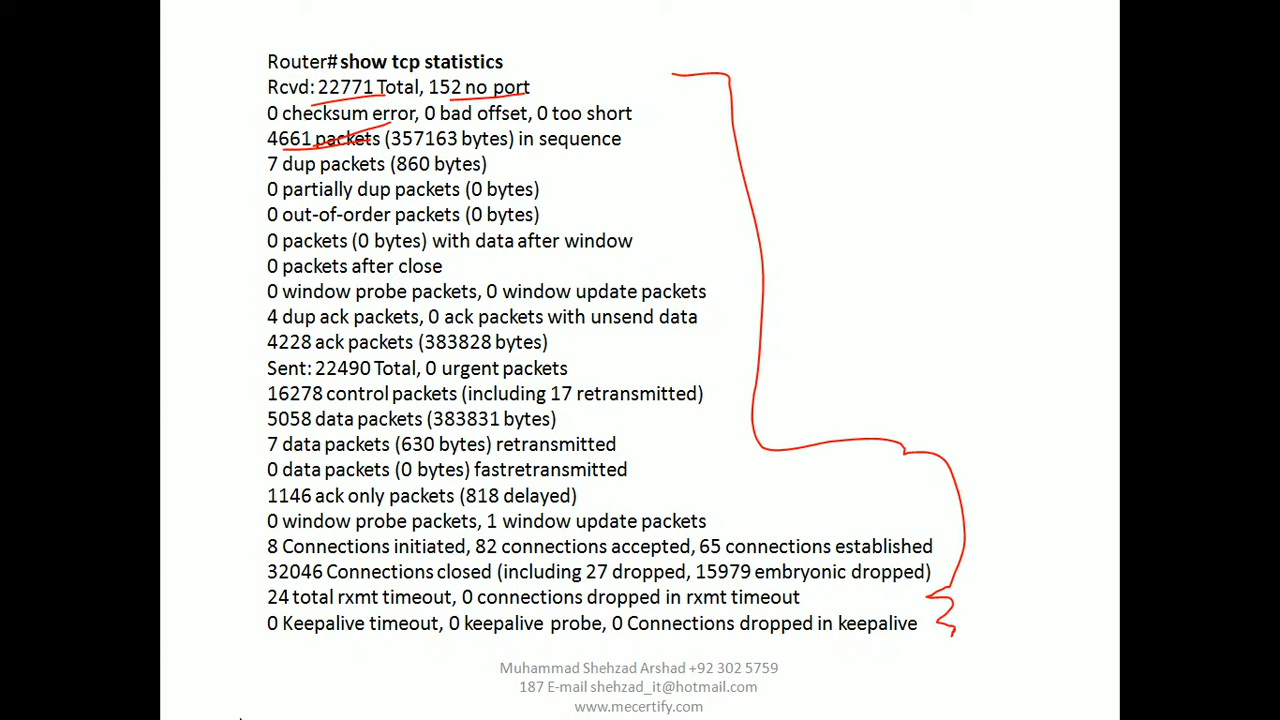 Router#show tcp statistics
Rcvd: 22771 Total, 152 no port
0 checksum error, 0 bad offset, 0 too short
4661 packets (357163 bytes) in sequence
7 dup packets (860 bytes)
0 partially dup packets (0 bytes)
0 out-of-order packets (0 bytes)
0 packets (0 bytes) with data after window
0 packets after close
0 window probe packets, 0 window update packets
4 dup ack packets, 0 ack packets with unsend data
4228 ack packets (383828 bytes)
Sent: 22490 Total, 0 urgent packets
16278 control packets (including 17 retransmitted)
5058 data packets (383831 bytes)
7 data packets (630 bytes) retransmitted
0 data packets (0 bytes) fastretransmitted
1146 ack only packets (818 delayed)
0 window probe packets, 1 window update packets
8 Connections initiated, 82 connections accepted, 65 connections established
32046 Connections closed (including 27 dropped, 15979 embryonic dropped)
24 total rxmt timeout, 0 connections dropped in rxmt timeout
0 Keepalive timeout, 0 keepalive probe, 0 Connections dropped in keepalive
Muhammad Shehzad Arshad +92 302 5759
187 E-mail shehzad_it@hotmail.com
www.mecertify.com